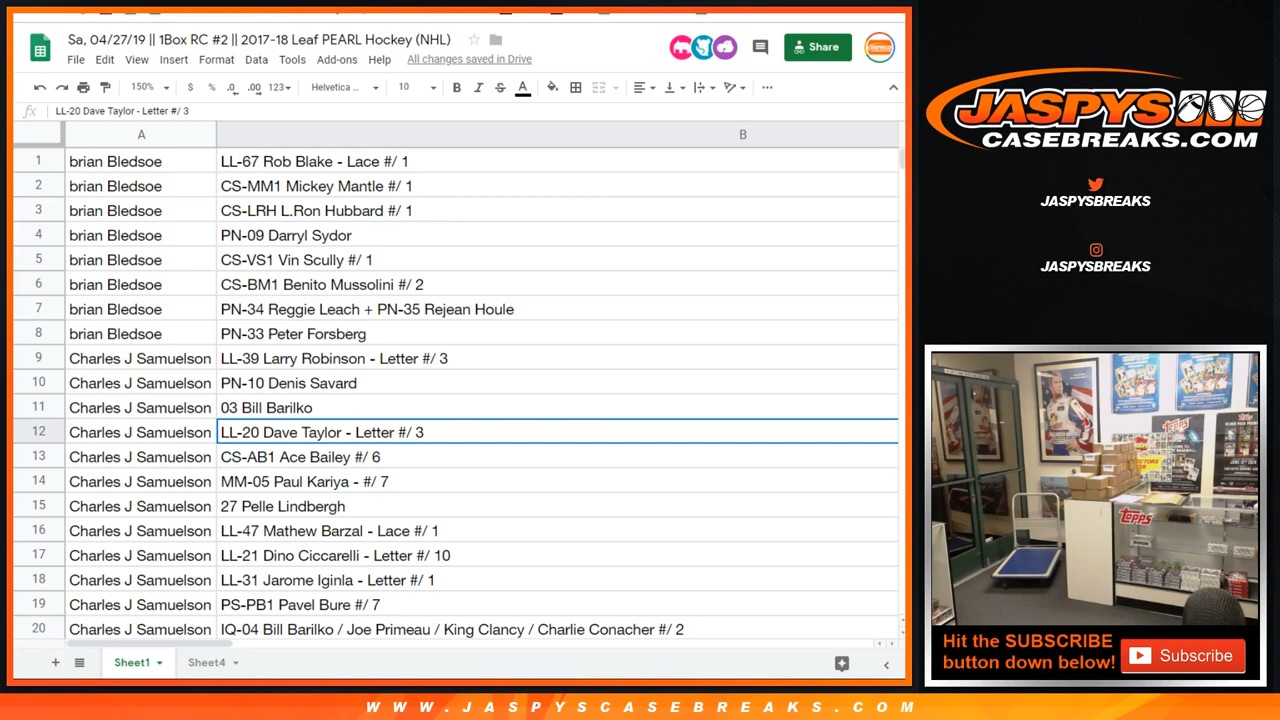 Sa, 04/27/19 || 1Box RC #2 || 2017-18 Leaf PEARL Hockey (NHL)
Share
File Edit View Insert Format Data Tools Add-ons Help All changes saved in Drive
150% $ % .0 .00 123 Helvetica ... 10 B I S A
fx LL-20 Dave Taylor - Letter #/ 3
A B
1 brian Bledsoe LL-67 Rob Blake - Lace #/ 1
2 brian Bledsoe CS-MM1 Mickey Mantle #/ 1
3 brian Bledsoe CS-LRH L.Ron Hubbard #/ 1
4 brian Bledsoe PN-09 Darryl Sydor
5 brian Bledsoe CS-VS1 Vin Scully #/ 1
6 brian Bledsoe CS-BM1 Benito Mussolini #/ 2
7 brian Bledsoe PN-34 Reggie Leach + PN-35 Rejean Houle
8 brian Bledsoe PN-33 Peter Forsberg
9 Charles J Samuelson LL-39 Larry Robinson - Letter #/ 3
10 Charles J Samuelson PN-10 Denis Savard
11 Charles J Samuelson 03 Bill Barilko
12 Charles J Samuelson LL-20 Dave Taylor - Letter #/ 3
13 Charles J Samuelson CS-AB1 Ace Bailey #/ 6
14 Charles J Samuelson MM-05 Paul Kariya - #/ 7
15 Charles J Samuelson 27 Pelle Lindbergh
16 Charles J Samuelson LL-47 Mathew Barzal - Lace #/ 1
17 Charles J Samuelson LL-21 Dino Ciccarelli - Letter #/ 10
18 Charles J Samuelson LL-31 Jarome Iginla - Letter #/ 1
19 Charles J Samuelson PS-PB1 Pavel Bure #/ 7
20 Charles J Samuelson IQ-04 Bill Barilko / Joe Primeau / King Clancy / Charlie Conacher #/ 2
Sheet1 Sheet4
JASPYS
CASEBREAKS.COM
JASPYSBREAKS
JASPYSBREAKS
Topps
Topps
Hit the SUBSCRIBE
button down below!
Subscribe
WWW.JASPYSCASEBREAKS.COM